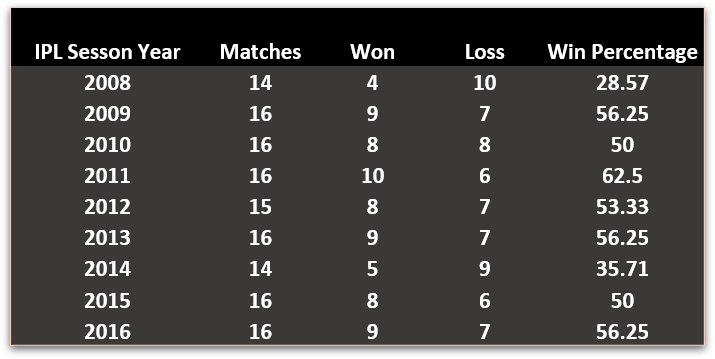 IPL Sesson Year Matches Won Loss Win Percentage
2008 14 4 10 28.57
2009 16 9 7 56.25
2010 16 8 8 50
2011 16 10 6 62.5
2012 15 8 7 53.33
2013 16 9 7 56.25
2014 14 5 9 35.71
2015 16 8 6 50
2016 16 9 7 56.25